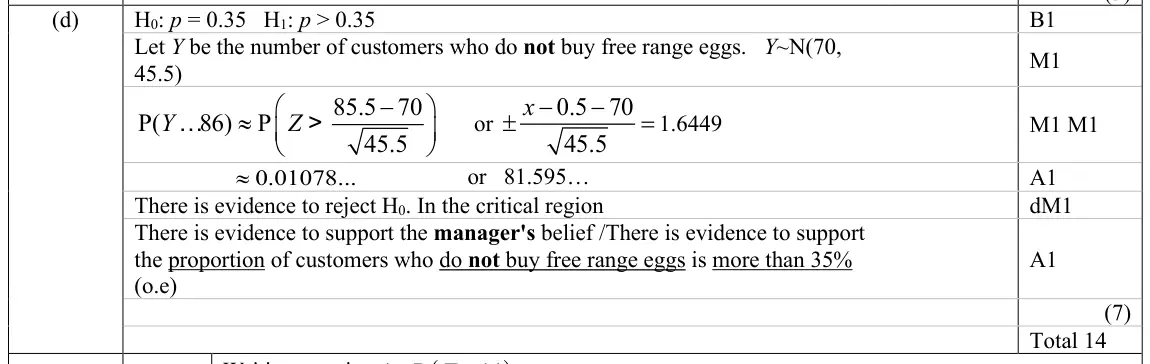 (d) H₀: p = 0.35 H₁: p > 0.35 B1
Let Y be the number of customers who do not buy free range eggs. Y~N(70,
45.5) M1
P(Y …86) ≈ P(Z > (85.5 − 70)/√45.5) or ± (x − 0.5 − 70)/√45.5 = 1.6449 M1 M1
≈ 0.01078... or 81.595… A1
There is evidence to reject H₀. In the critical region dM1
There is evidence to support the manager's belief /There is evidence to support
the proportion of customers who do not buy free range eggs is more than 35%
(o.e) A1
(7)
Total 14